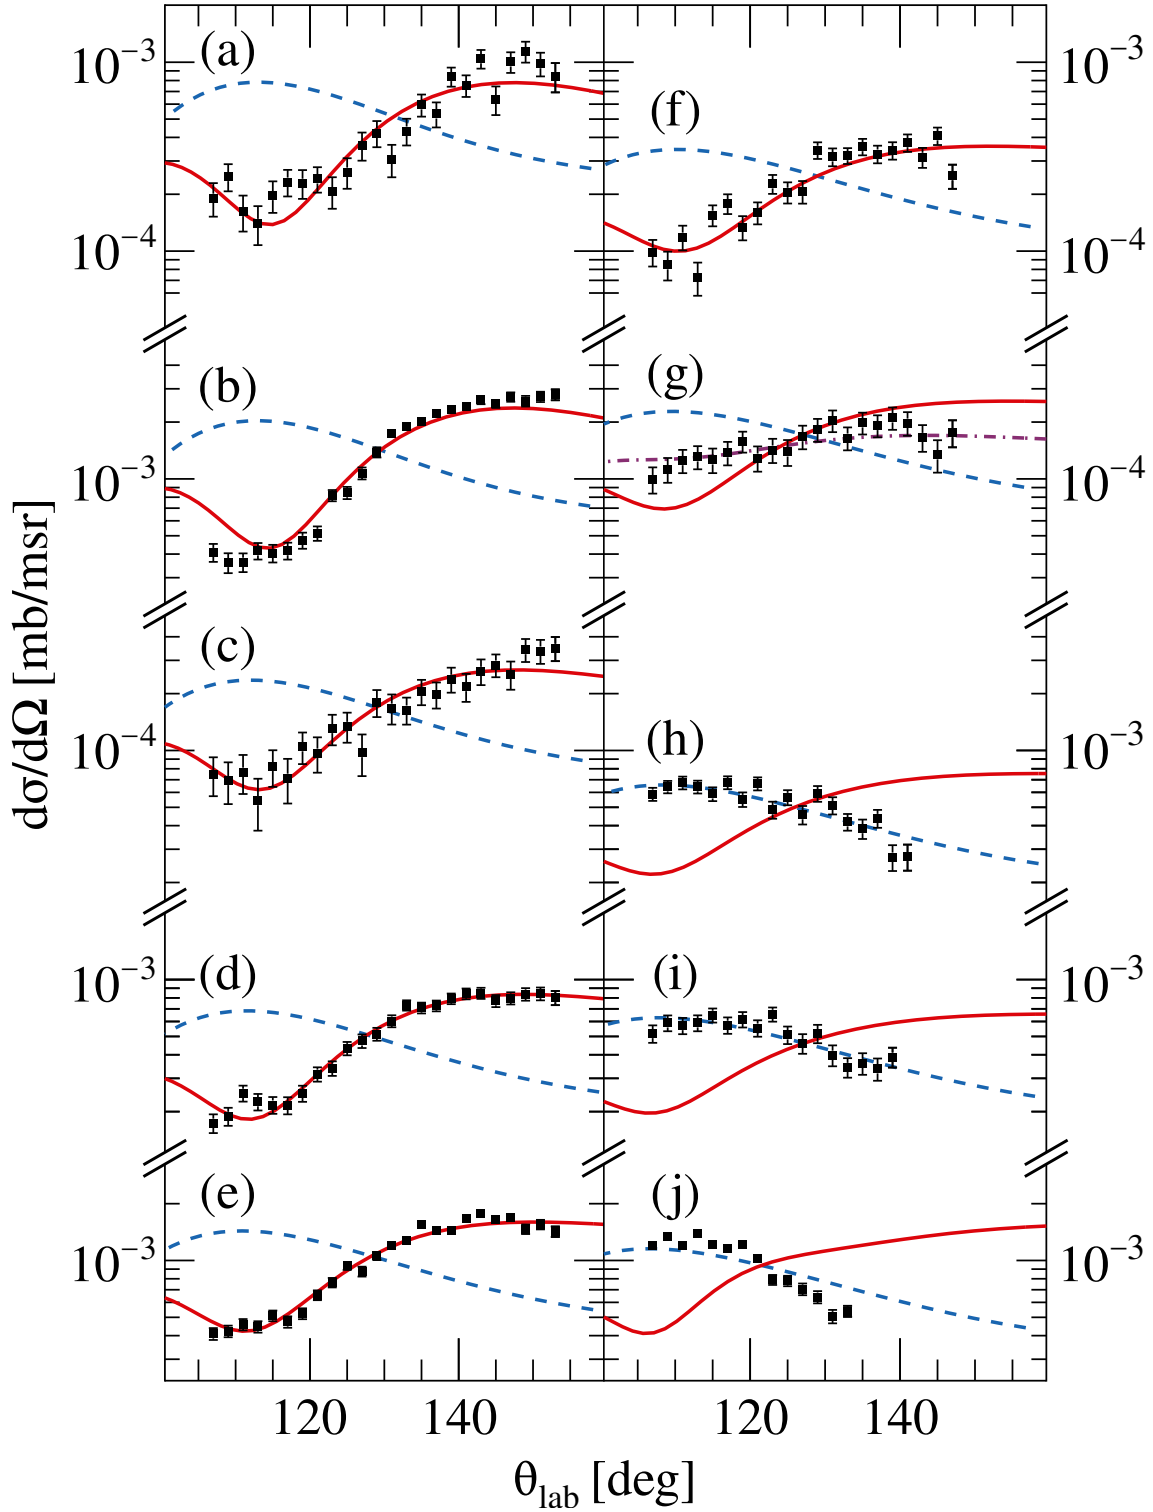 (a)
10⁻³
10⁻⁴
(b)
10⁻³
(c)
10⁻⁴
(d)
10⁻³
(e)
10⁻³
(f)
10⁻³
10⁻⁴
(g)
10⁻⁴
(h)
10⁻³
(i)
10⁻³
(j)
10⁻³
dσ/dΩ [mb/msr]
120 140 120 140
θlab [deg]